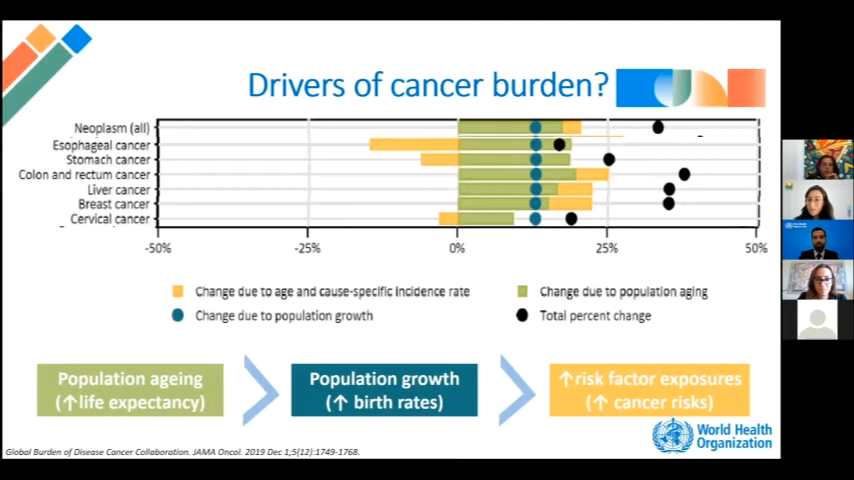 Drivers of cancer burden?
Neoplasm (all)
Esophageal cancer
Stomach cancer
Colon and rectum cancer
Liver cancer
Breast cancer
Cervical cancer
-50%
-25%
0%
25%
50%
Change due to age and cause-specific incidence rate
Change due to population aging
Change due to population growth
Total percent change
Population ageing
(↑life expectancy)
Population growth
(↑ birth rates)
↑risk factor exposures
(↑ cancer risks)
World Health
Organization
Global Burden of Disease Cancer Collaboration. JAMA Oncol. 2019 Dec 1;5(12):1749-1768.